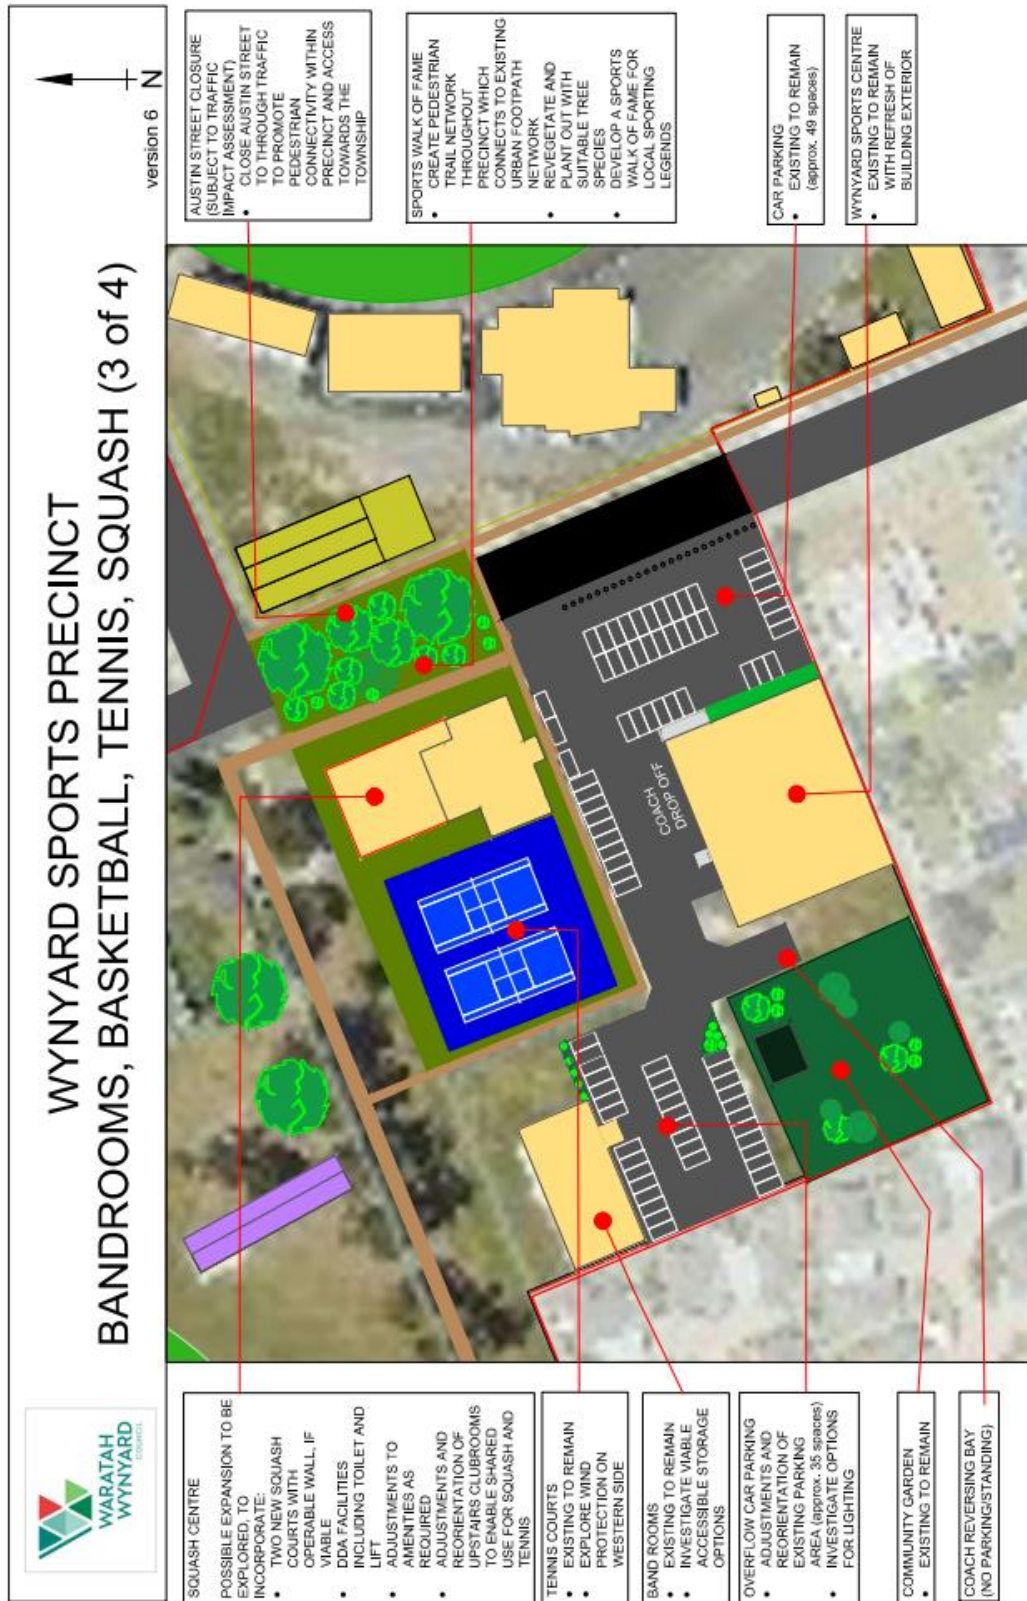 WYNYARD SPORTS PRECINCT
BANDROOMS, BASKETBALL, TENNIS, SQUASH (3 of 4)
WARATAH
WYNYARD
COUNCIL
N
version 6
SQUASH CENTRE
POSSIBLE EXPANSION TO BE
EXPLORED, TO
INCORPORATE:
• TWO NEW SQUASH
COURTS WITH
OPERABLE WALL, IF
VIABLE
• DDA FACILITIES
INCLUDING TOILET AND
LIFT
• ADJUSTMENTS TO
AMENITIES AS
REQUIRED
• ADJUSTMENTS AND
REORIENTATION OF
UPSTAIRS CLUBROOMS
TO ENABLE SHARED
USE FOR SQUASH AND
TENNIS
TENNIS COURTS
• EXISTING TO REMAIN
• EXPLORE WIND
PROTECTION ON
WESTERN SIDE
BAND ROOMS
• EXISTING TO REMAIN
• INVESTIGATE VIABLE
ACCESSIBLE STORAGE
OPTIONS
OVERFLOW CAR PARKING
• ADJUSTMENTS AND
REORIENTATION OF
EXISTING PARKING
AREA (approx. 35 spaces)
• INVESTIGATE OPTIONS
FOR LIGHTING
COMMUNITY GARDEN
• EXISTING TO REMAIN
COACH REVERSING BAY
(NO PARKING/STANDING)
COACH
DROP OFF
AUSTIN STREET CLOSURE
(SUBJECT TO TRAFFIC
IMPACT ASSESSMENT)
• CLOSE AUSTIN STREET
TO THROUGH TRAFFIC
TO PROMOTE
PEDESTRIAN
CONNECTIVITY WITHIN
PRECINCT AND ACCESS
TOWARDS THE
TOWNSHIP
SPORTS WALK OF FAME
• CREATE PEDESTRIAN
TRAIL NETWORK
THROUGHOUT
PRECINCT WHICH
CONNECTS TO EXISTING
URBAN FOOTPATH
NETWORK
• REVEGETATE AND
PLANT OUT WITH
SUITABLE TREE
SPECIES
• DEVELOP A SPORTS
WALK OF FAME FOR
LOCAL SPORTING
LEGENDS
CAR PARKING
• EXISTING TO REMAIN
(approx. 49 spaces)
WYNYARD SPORTS CENTRE
• EXISTING TO REMAIN
WITH REFRESH OF
BUILDING EXTERIOR